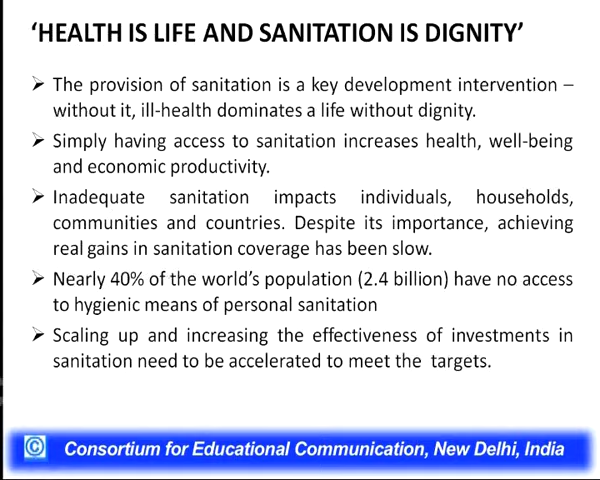 ‘HEALTH IS LIFE AND SANITATION IS DIGNITY’
➢ The provision of sanitation is a key development intervention –
without it, ill-health dominates a life without dignity.
➢ Simply having access to sanitation increases health, well-being
and economic productivity.
➢ Inadequate sanitation impacts individuals, households,
communities and countries. Despite its importance, achieving
real gains in sanitation coverage has been slow.
➢ Nearly 40% of the world’s population (2.4 billion) have no access
to hygienic means of personal sanitation
➢ Scaling up and increasing the effectiveness of investments in
sanitation need to be accelerated to meet the targets.
© Consortium for Educational Communication, New Delhi, India